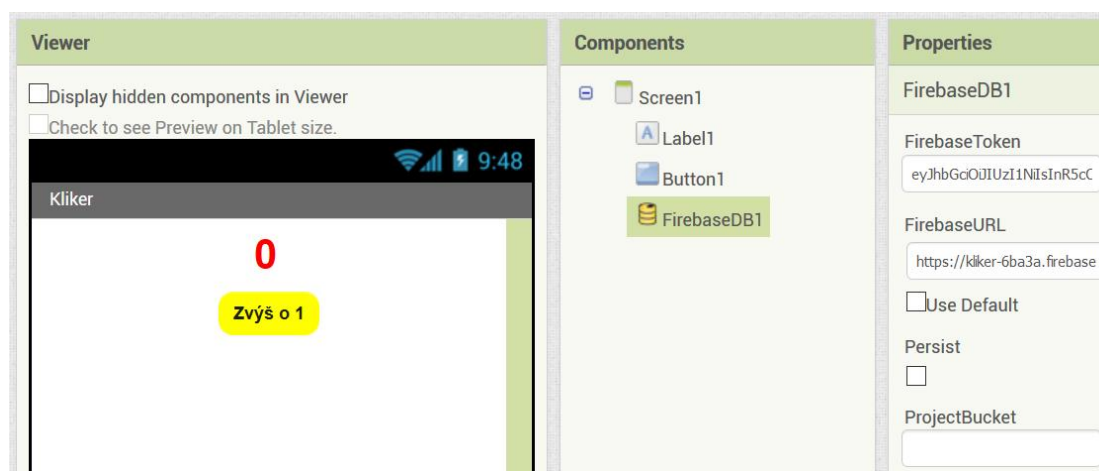 Viewer
Display hidden components in Viewer
Check to see Preview on Tablet size.
9:48
Kliker
0
Zvýš o 1
Components
Screen1
A Label1
Button1
FirebaseDB1
Properties
FirebaseDB1
FirebaseToken
eyJhbGciOiJIUzI1NiIsInR5cC
FirebaseURL
https://kliker-6ba3a.firebase
Use Default
Persist
ProjectBucket